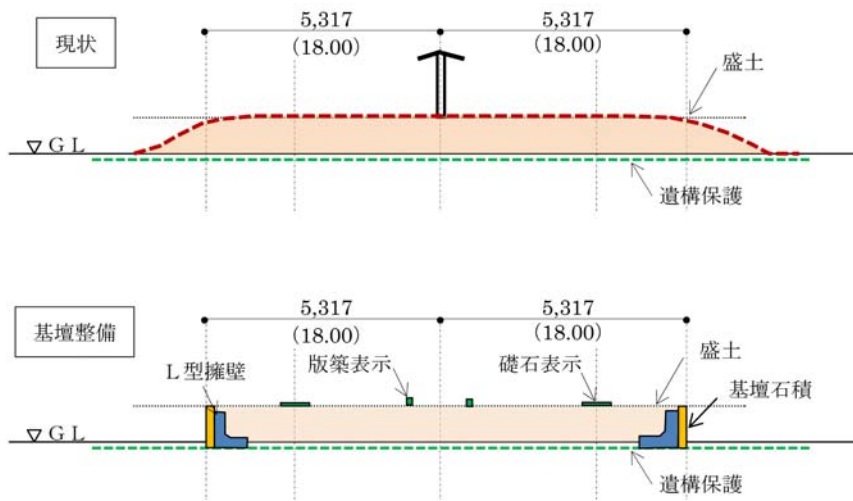 現状
5,317
5,317
(18.00)
(18.00)
盛土
▽GL
遺構保護
基壇整備
5,317
5,317
(18.00)
(18.00)
L型擁壁
版築表示
礎石表示
盛土
基壇石積
▽GL
遺構保護